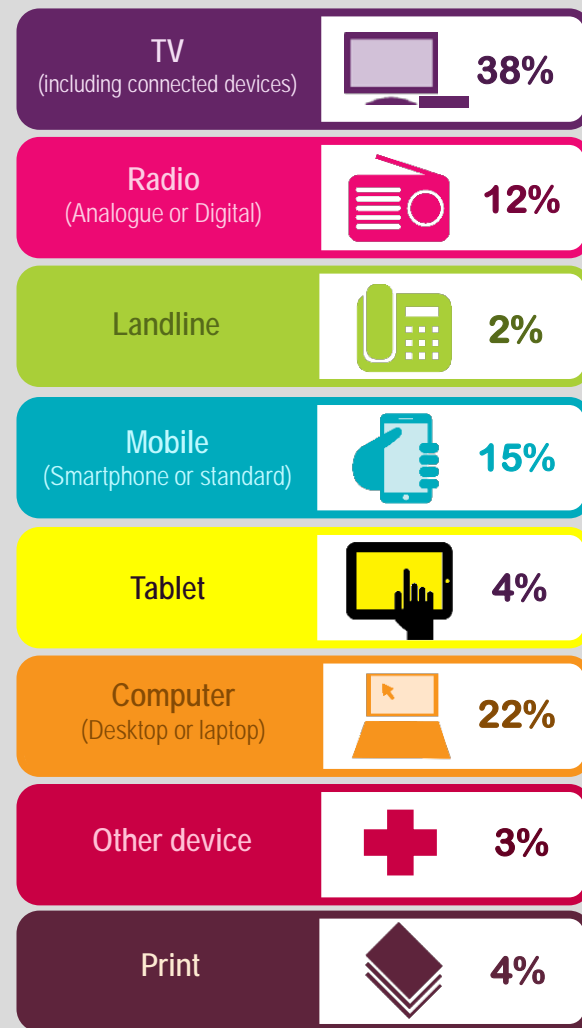 TV
(including connected devices)
38%
Radio
(Analogue or Digital)
12%
Landline
2%
Mobile
(Smartphone or standard)
15%
Tablet
4%
Computer
(Desktop or laptop)
22%
Other device
3%
Print
4%